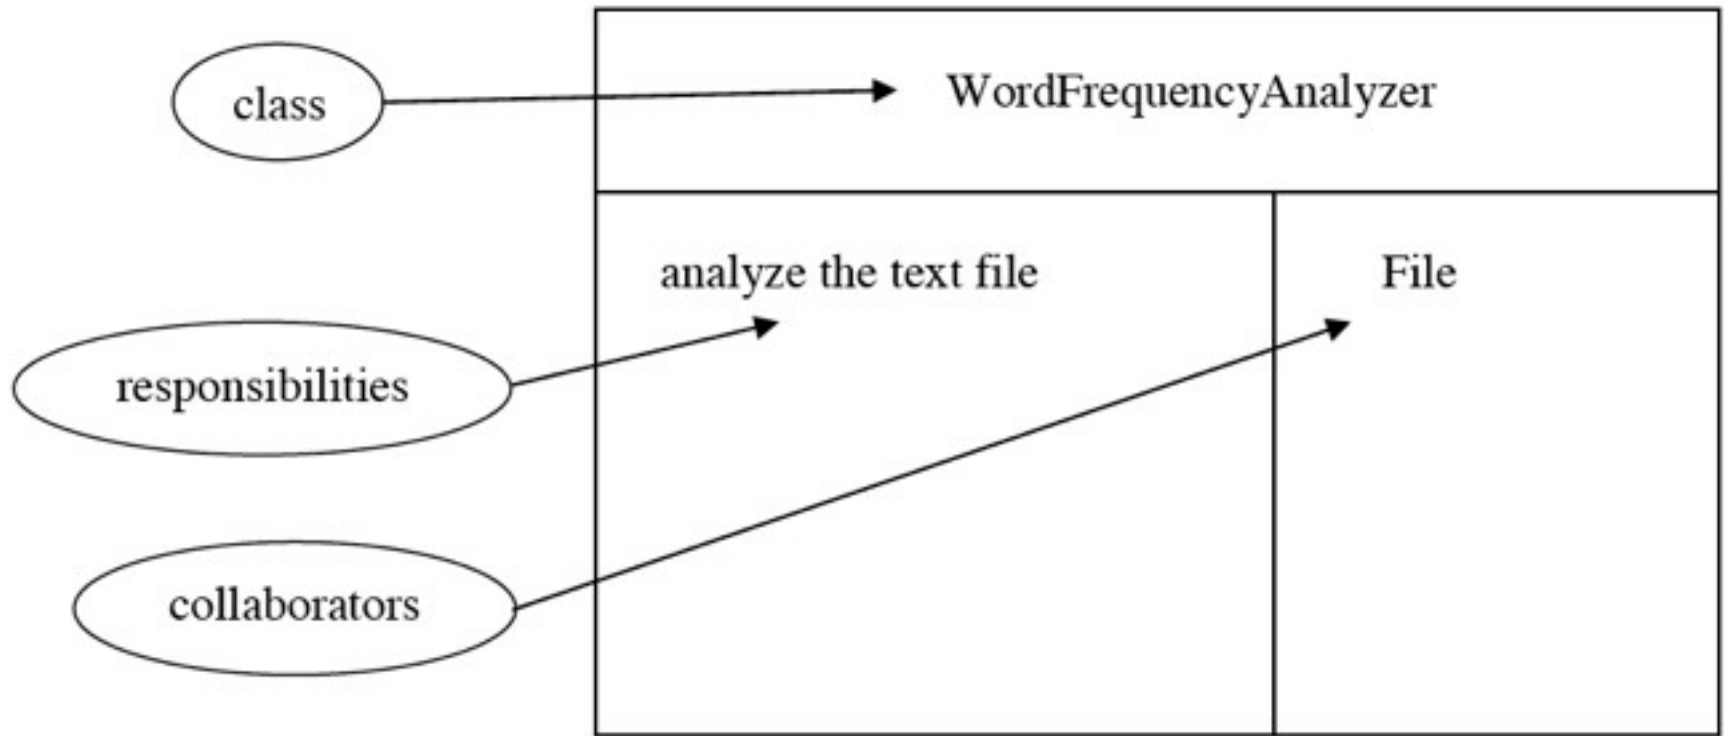 class
WordFrequencyAnalyzer
analyze the text file
File
responsibilities
collaborators